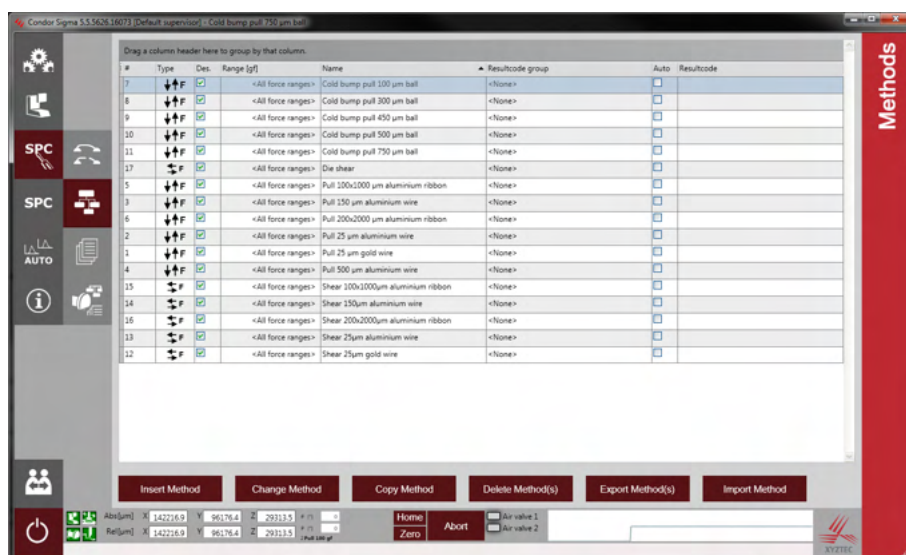 Condor Sigma 5.5.5626.16073 [Default supervisor] - Cold bump pull 750 µm ball
Methods
Drag a column header here to group by that column.
# Type Des. Range [gf] Name Resultcode group Auto Resultcode
7 F <All force ranges> Cold bump pull 100 µm ball <None>
8 F <All force ranges> Cold bump pull 300 µm ball <None>
9 F <All force ranges> Cold bump pull 450 µm ball <None>
10 F <All force ranges> Cold bump pull 500 µm ball <None>
11 F <All force ranges> Cold bump pull 750 µm ball <None>
17 F <All force ranges> Die shear <None>
5 F <All force ranges> Pull 100x1000 µm aluminium ribbon <None>
3 F <All force ranges> Pull 150 µm aluminium wire <None>
6 F <All force ranges> Pull 200x2000 µm aluminium ribbon <None>
2 F <All force ranges> Pull 25 µm aluminium wire <None>
1 F <All force ranges> Pull 25 µm gold wire <None>
4 F <All force ranges> Pull 500 µm aluminium wire <None>
15 F <All force ranges> Shear 100x1000µm aluminium ribbon <None>
14 F <All force ranges> Shear 150µm aluminium wire <None>
16 F <All force ranges> Shear 200x2000µm aluminium ribbon <None>
13 F <All force ranges> Shear 25µm aluminium wire <None>
12 F <All force ranges> Shear 25µm gold wire <None>
SPC
SPC
AUTO
Insert Method Change Method Copy Method Delete Method(s) Export Method(s) Import Method
Abs[µm] X 142216.9 Y 96176.4 Z 29313.5 0
Rel[µm] X 142216.9 Y 96176.4 Z 29313.5 0
Pull 100 gf
Home
Zero
Abort
Air valve 1
Air valve 2
XYZTEC